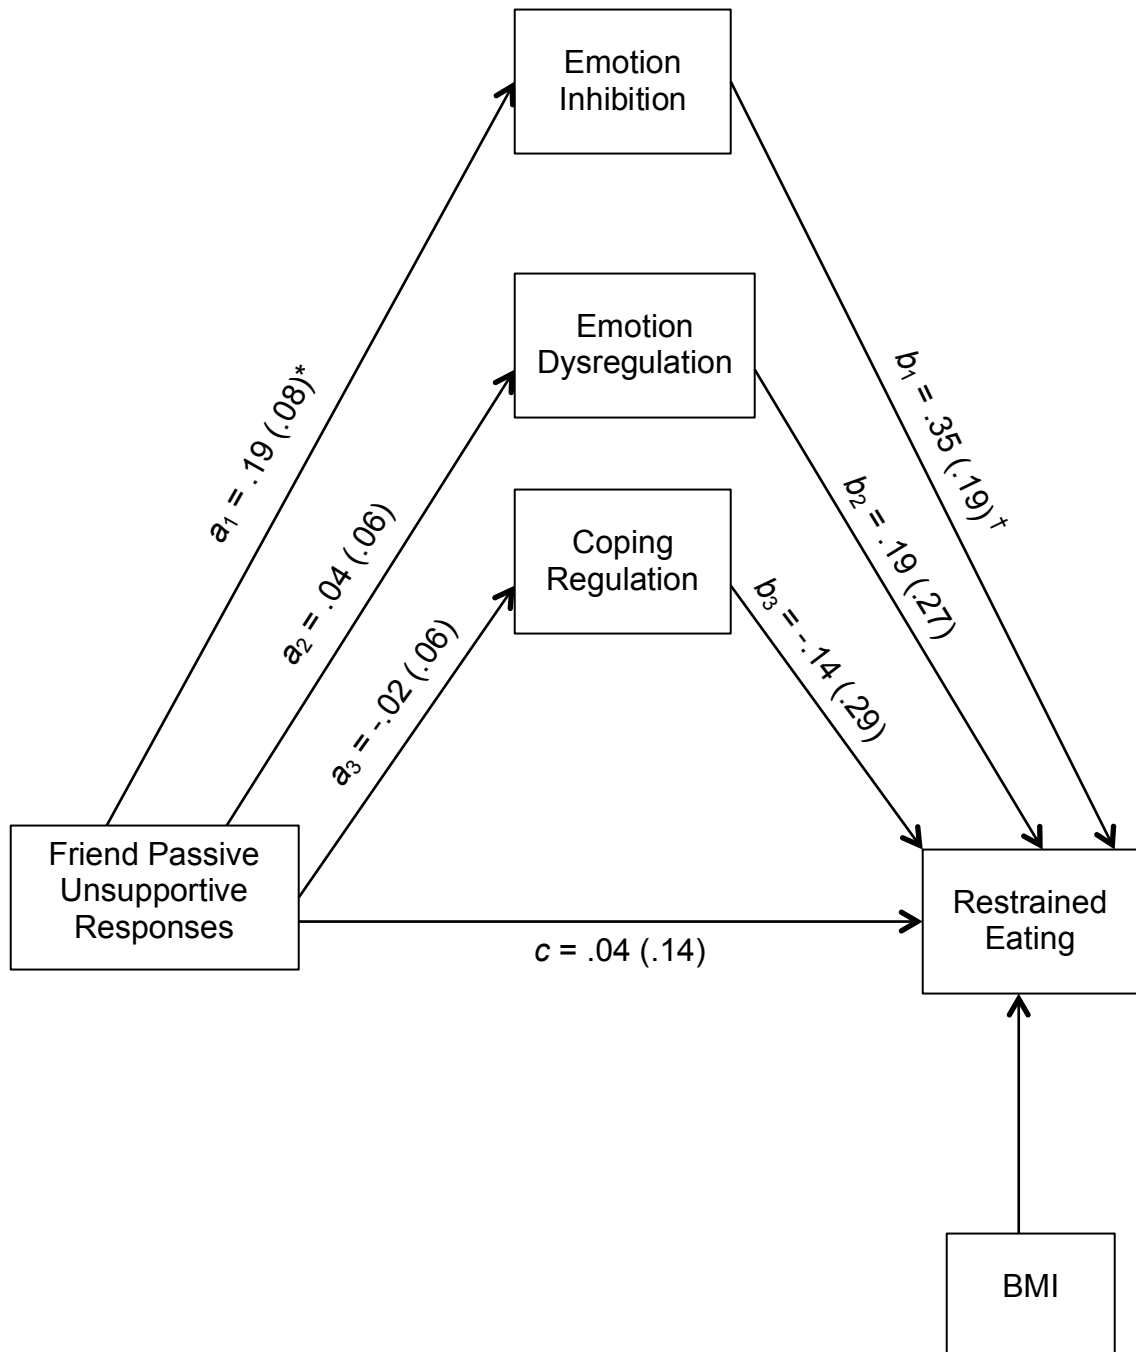 Emotion
Inhibition
Emotion
Dysregulation
Coping
Regulation
a₁ = .19 (.08)*
a₂ = .04 (.06)
a₃ = -.02 (.06)
b₁ = .35 (.19)†
b₂ = .19 (.27)
b₃ = -.14 (.29)
Friend Passive
Unsupportive
Responses
c = .04 (.14)
Restrained
Eating
BMI